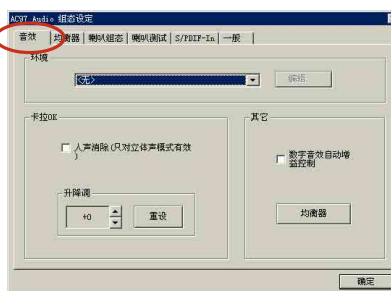 AC97 Audio 组态设定
音效 均衡器 喇叭组态 喇叭测试 S/PDIF-In 一般
环境
<无>
编辑
卡拉OK
人声消除(只对立体声模式有效
)
升降调
+0
重设
其它
数字音效自动增
益控制
均衡器
确定